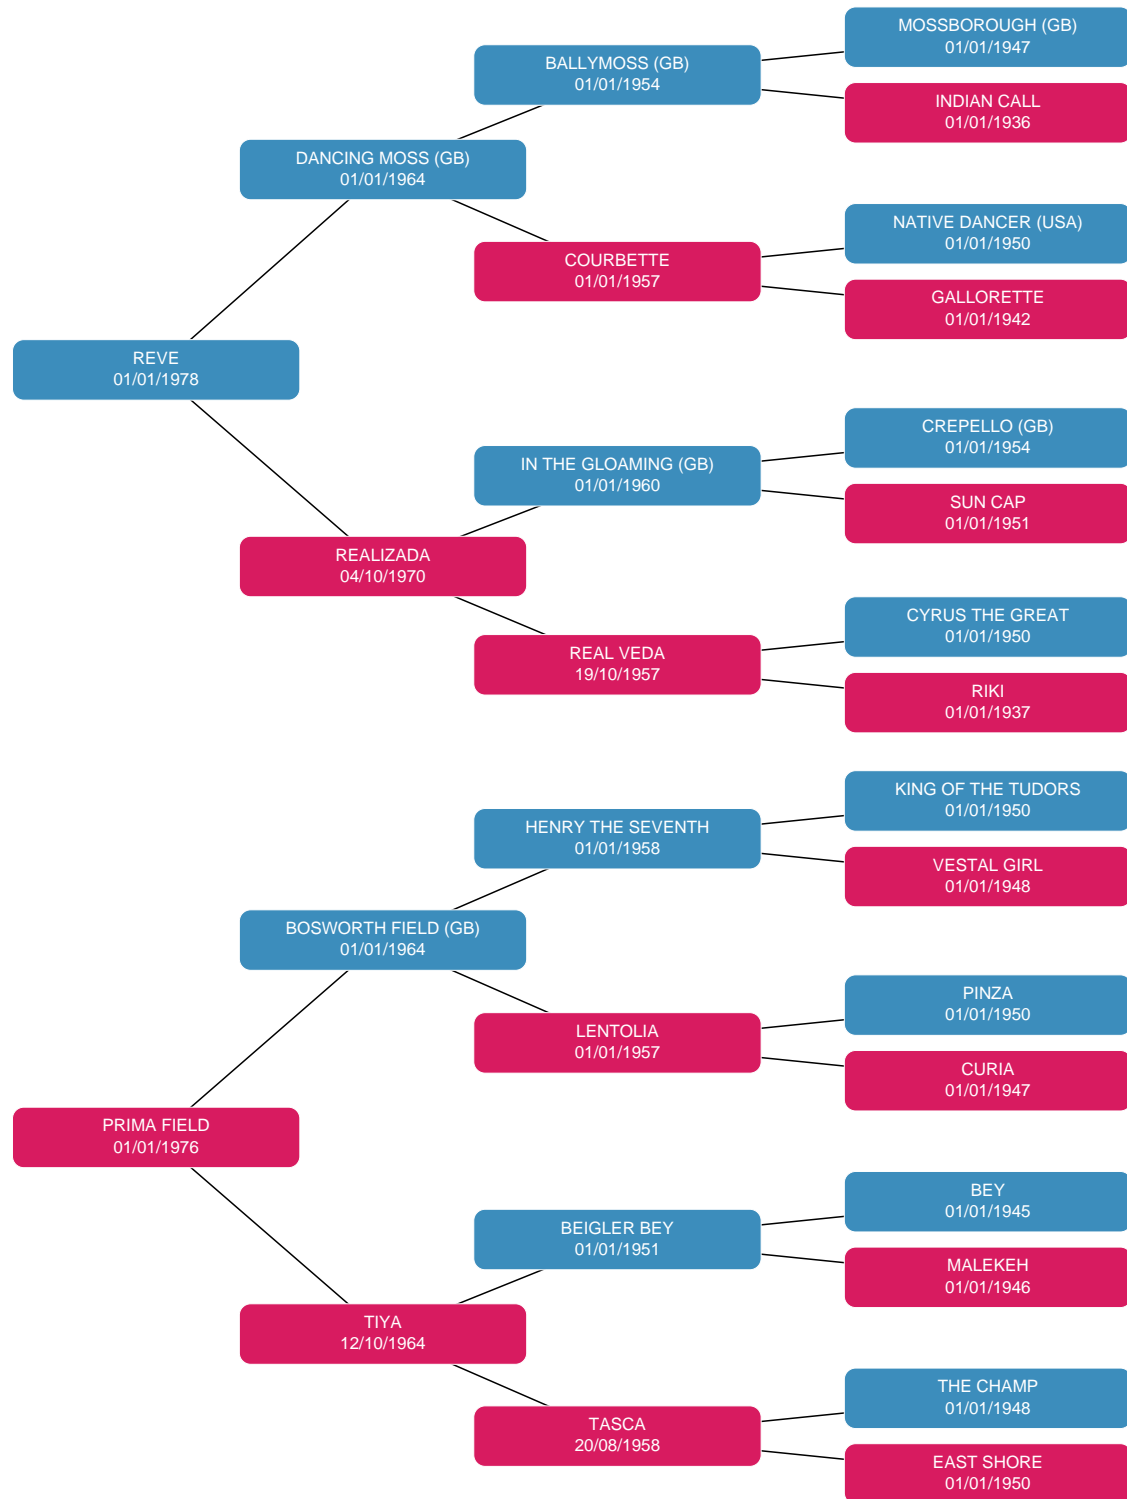 MOSSBOROUGH (GB)
01/01/1947
BALLYMOSS (GB)
01/01/1954
INDIAN CALL
01/01/1936
DANCING MOSS (GB)
01/01/1964
NATIVE DANCER (USA)
01/01/1950
COURBETTE
01/01/1957
GALLORETTE
01/01/1942
REVE
01/01/1978
CREPELLO (GB)
01/01/1954
IN THE GLOAMING (GB)
01/01/1960
SUN CAP
01/01/1951
REALIZADA
04/10/1970
CYRUS THE GREAT
01/01/1950
REAL VEDA
19/10/1957
RIKI
01/01/1937
KING OF THE TUDORS
01/01/1950
HENRY THE SEVENTH
01/01/1958
VESTAL GIRL
01/01/1948
BOSWORTH FIELD (GB)
01/01/1964
PINZA
01/01/1950
LENTOLIA
01/01/1957
CURIA
01/01/1947
PRIMA FIELD
01/01/1976
BEY
01/01/1945
BEIGLER BEY
01/01/1951
MALEKEH
01/01/1946
TIYA
12/10/1964
THE CHAMP
01/01/1948
TASCA
20/08/1958
EAST SHORE
01/01/1950